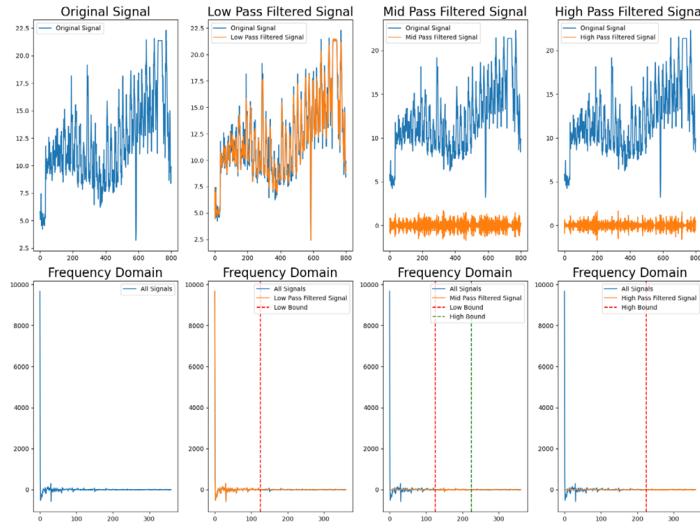 Original Signal
Original Signal
22.5
20.0
17.5
15.0
12.5
10.0
7.5
5.0
2.5
0 200 400 600 800
Low Pass Filtered Signal
Original Signal
Low Pass Filtered Signal
22.5
20.0
17.5
15.0
12.5
10.0
7.5
5.0
2.5
0 200 400 600 800
Mid Pass Filtered Signal
Original Signal
Mid Pass Filtered Signal
20
15
10
5
0
0 200 400 600 800
High Pass Filtered Signal
Original Signal
High Pass Filtered Signal
20
15
10
5
0
0 200 400 600 800
Frequency Domain
All Signals
10000
8000
6000
4000
2000
0
0 100 200 300
Frequency Domain
All Signals
Low Pass Filtered Signal
Low Bound
10000
8000
6000
4000
2000
0
0 100 200 300
Frequency Domain
All Signals
Mid Pass Filtered Signal
Low Bound
High Bound
10000
8000
6000
4000
2000
0
0 100 200 300
Frequency Domain
All Signals
High Pass Filtered Signal
High Bound
10000
8000
6000
4000
2000
0
0 100 200 300